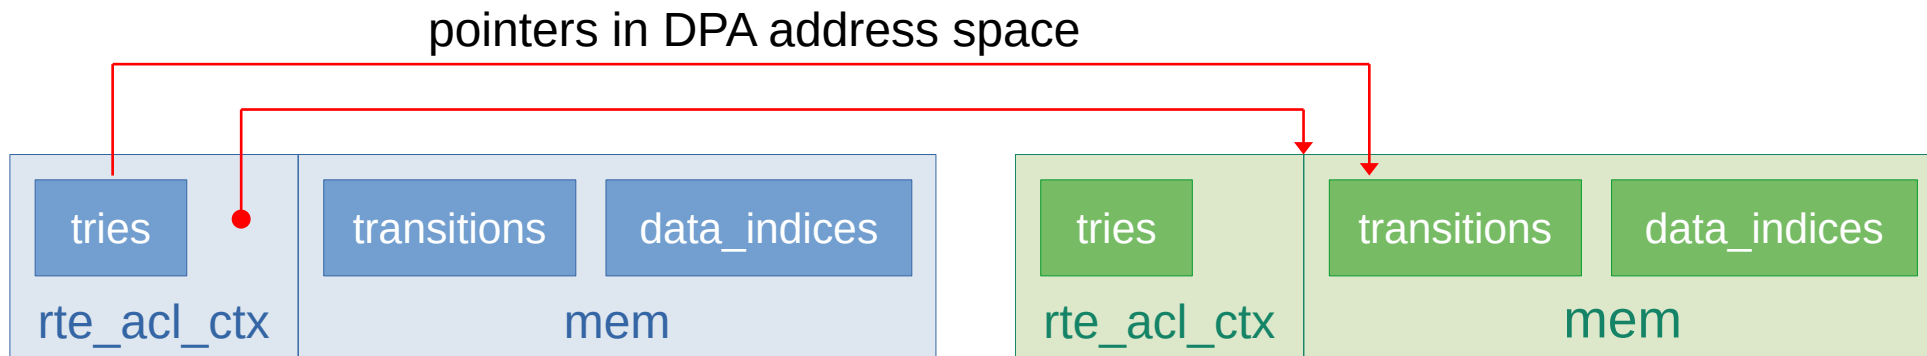 pointers in DPA address space
tries
transitions
data_indices
rte_acl_ctx
mem
tries
transitions
data_indices
rte_acl_ctx
mem